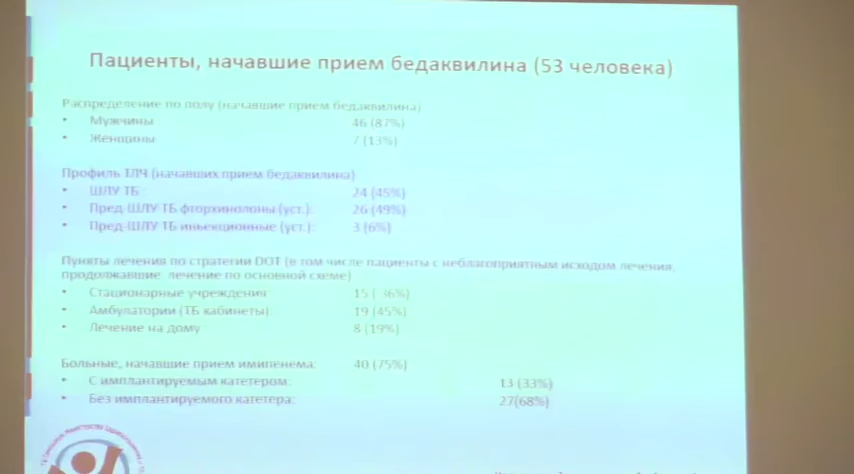 Пациенты, начавшие прием бедаквилина (53 человека)
Распределение по полу (начавшие прием бедаквилина)
• Мужчины 46 (87%)
• Женщины 7 (13%)
Профиль ТЛЧ (начавших прием бедаквилина)
• ШЛУ ТБ : 24 (45%)
• Пред-ШЛУ ТБ фторхинолоны (уст.): 26 (49%)
• Пред-ШЛУ ТБ инъекционные (уст.): 3 (6%)
Пункты лечения по стратегии DOT (в том числе пациенты с неблагоприятным исходом лечения,
продолжавшие лечение по основной схеме)
• Стационарные учреждения 15 ( 36%)
• Амбулатории (ТБ кабинеты) 19 (45%)
• Лечение на дому 8 (19%)
Больные, начавшие прием имипенема: 40 (75%)
• С имплантируемым катетером: 13 (33%)
• Без имплантируемого катетера: 27(68%)